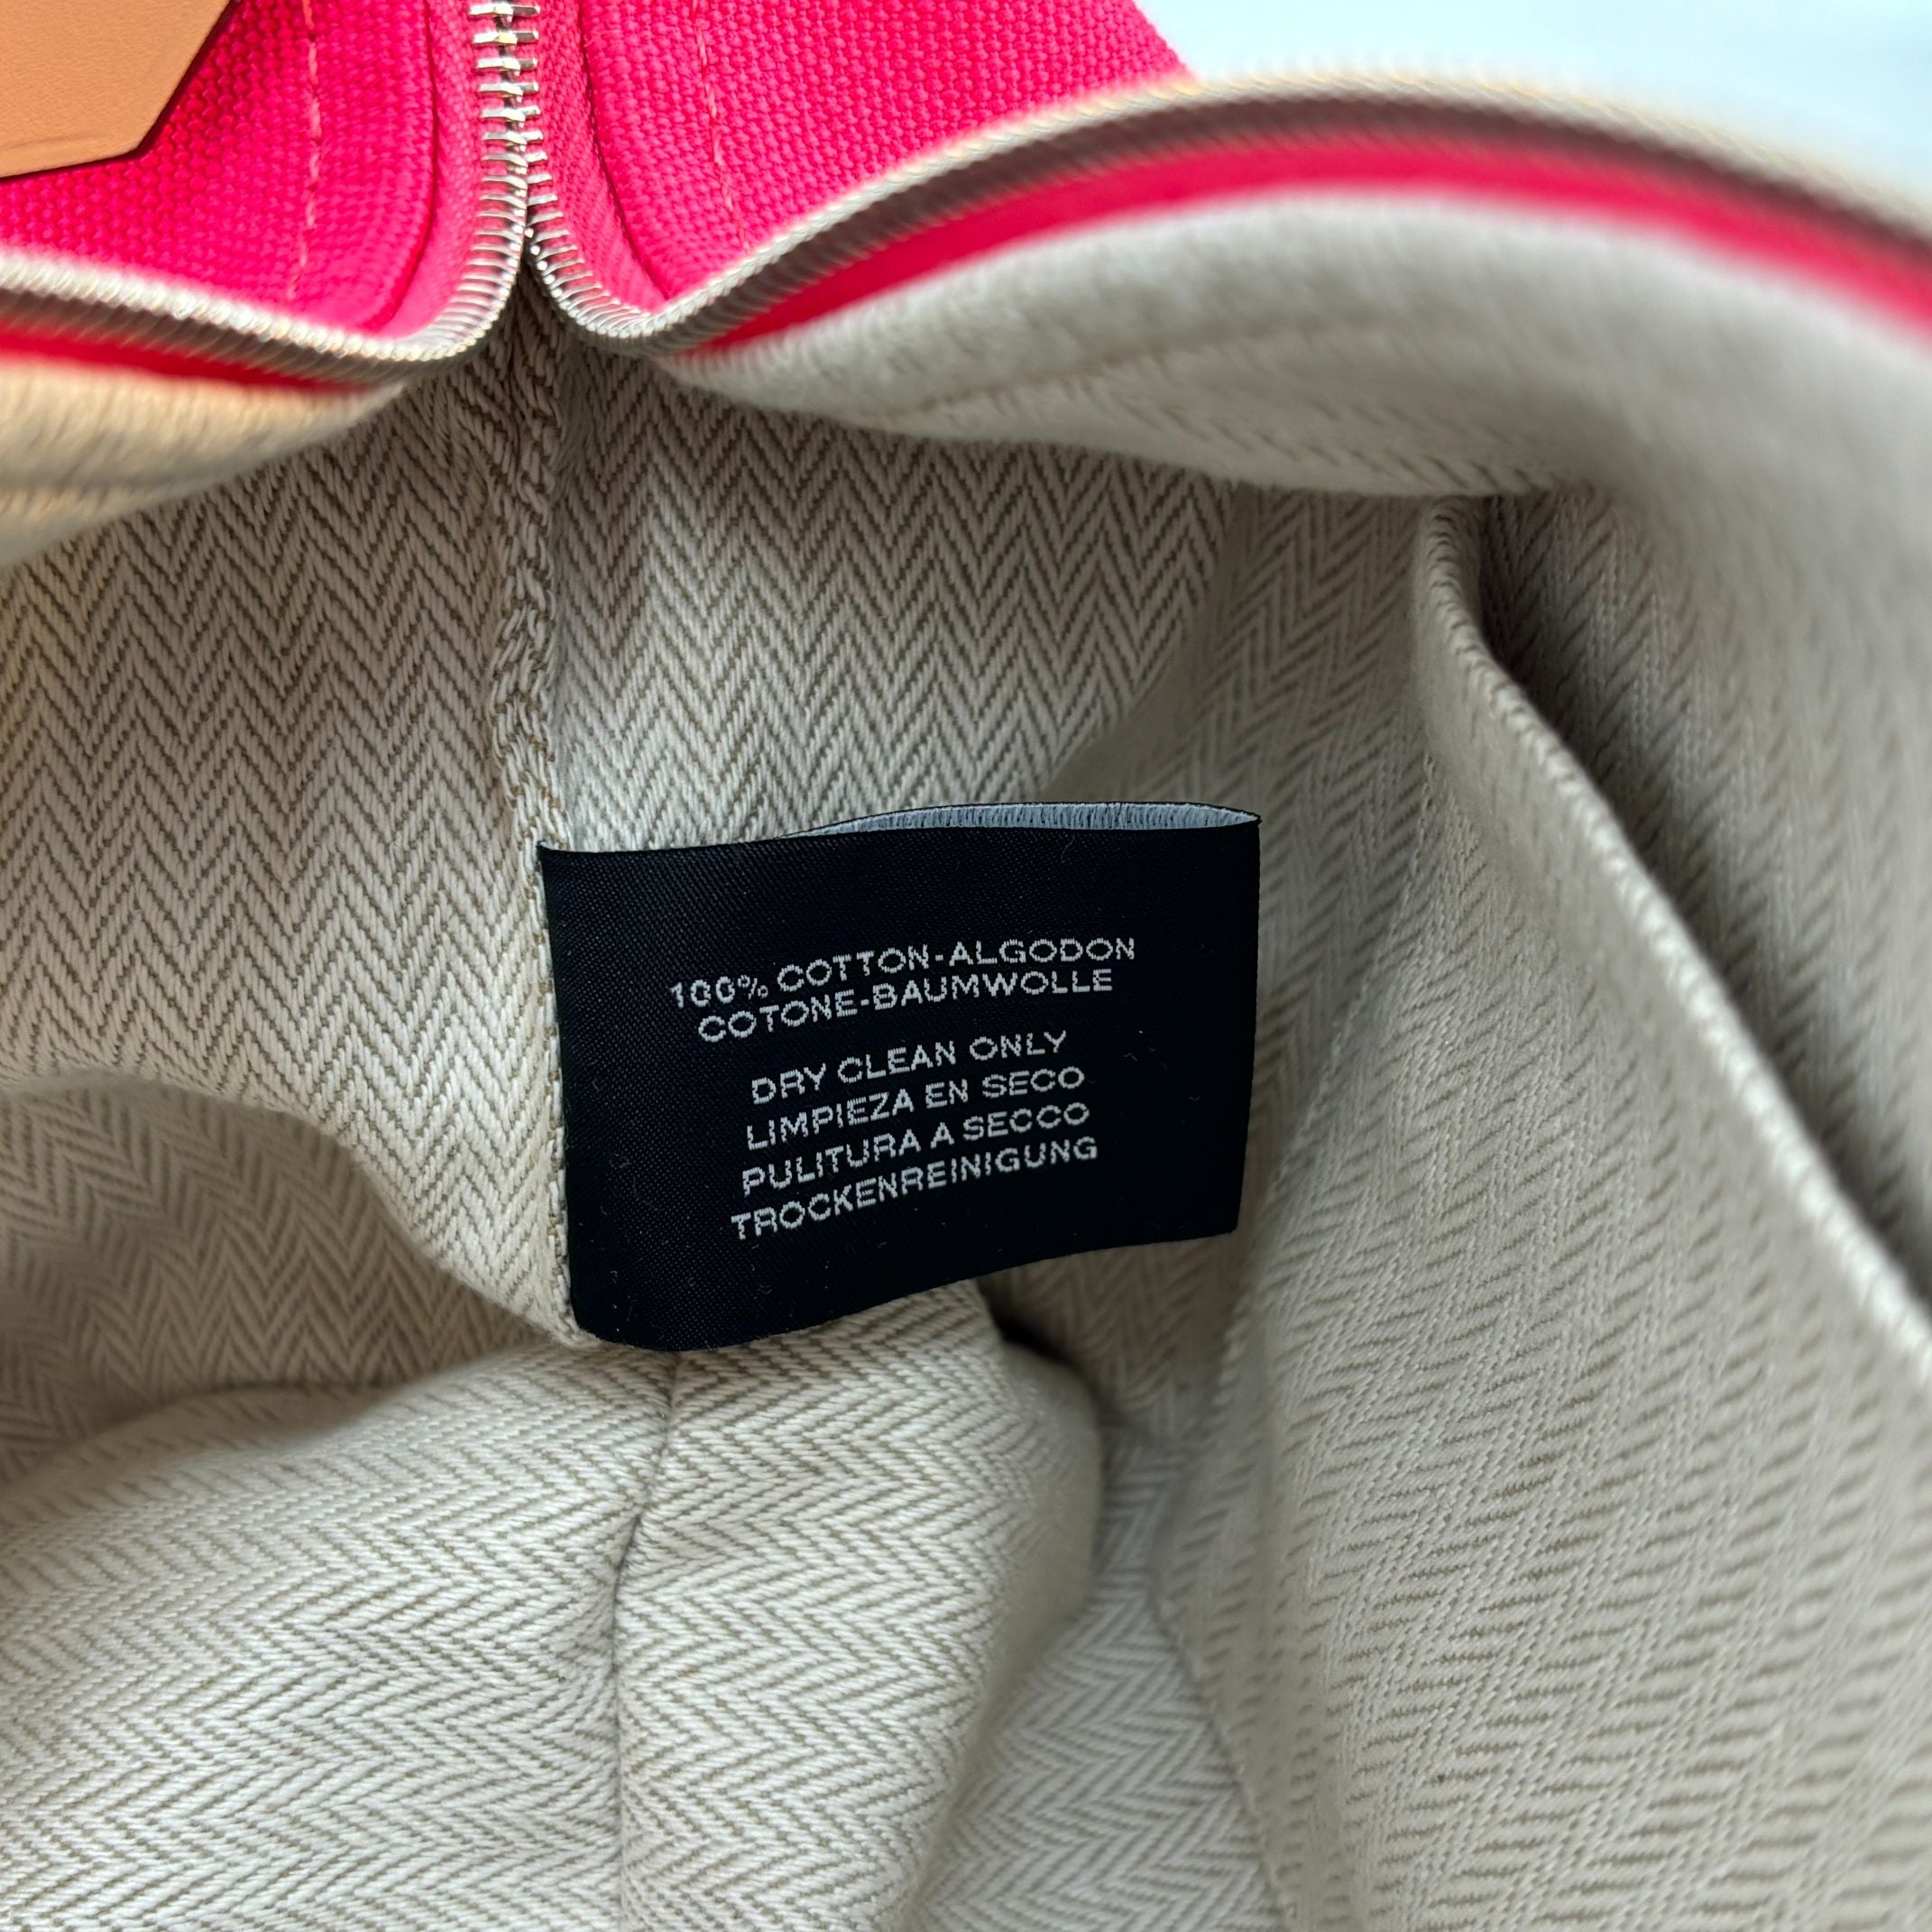 100% COTTON-ALGODON
COTONE-BAUMWOLLE
DRY CLEAN ONLY
LIMPIEZA EN SECO
PULITURA A SECCO
TROCKENREINIGUNG